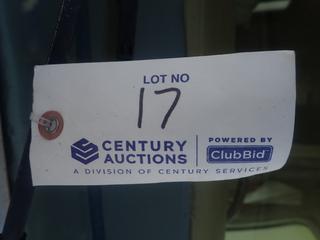 LOT NO
17
CENTURY AUCTIONS
POWERED BY
ClubBid
A DIVISION OF CENTURY SERVICES